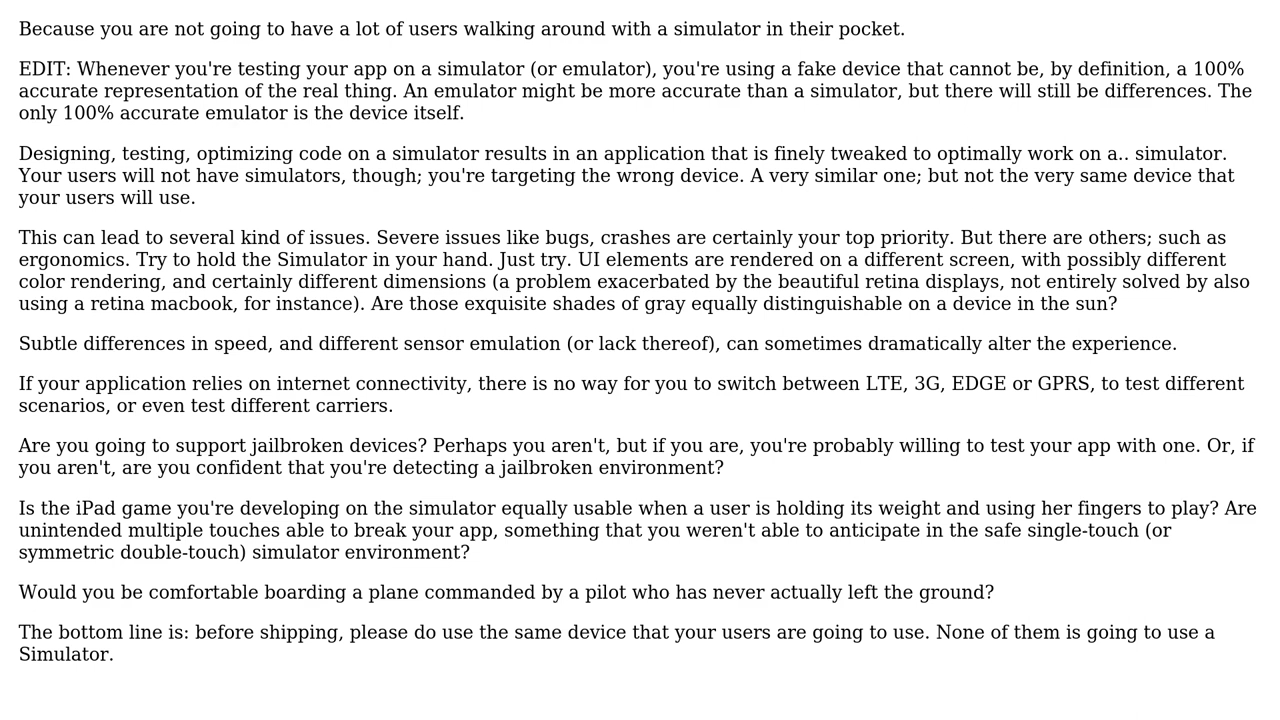 Because you are not going to have a lot of users walking around with a simulator in their pocket.
EDIT: Whenever you're testing your app on a simulator (or emulator), you're using a fake device that cannot be, by definition, a 100%
accurate representation of the real thing. An emulator might be more accurate than a simulator, but there will still be differences. The
only 100% accurate emulator is the device itself.
Designing, testing, optimizing code on a simulator results in an application that is finely tweaked to optimally work on a.. simulator.
Your users will not have simulators, though; you're targeting the wrong device. A very similar one; but not the very same device that
your users will use.
This can lead to several kind of issues. Severe issues like bugs, crashes are certainly your top priority. But there are others; such as
ergonomics. Try to hold the Simulator in your hand. Just try. UI elements are rendered on a different screen, with possibly different
color rendering, and certainly different dimensions (a problem exacerbated by the beautiful retina displays, not entirely solved by also
using a retina macbook, for instance). Are those exquisite shades of gray equally distinguishable on a device in the sun?
Subtle differences in speed, and different sensor emulation (or lack thereof), can sometimes dramatically alter the experience.
If your application relies on internet connectivity, there is no way for you to switch between LTE, 3G, EDGE or GPRS, to test different
scenarios, or even test different carriers.
Are you going to support jailbroken devices? Perhaps you aren't, but if you are, you're probably willing to test your app with one. Or, if
you aren't, are you confident that you're detecting a jailbroken environment?
Is the iPad game you're developing on the simulator equally usable when a user is holding its weight and using her fingers to play? Are
unintended multiple touches able to break your app, something that you weren't able to anticipate in the safe single-touch (or
symmetric double-touch) simulator environment?
Would you be comfortable boarding a plane commanded by a pilot who has never actually left the ground?
The bottom line is: before shipping, please do use the same device that your users are going to use. None of them is going to use a
Simulator.